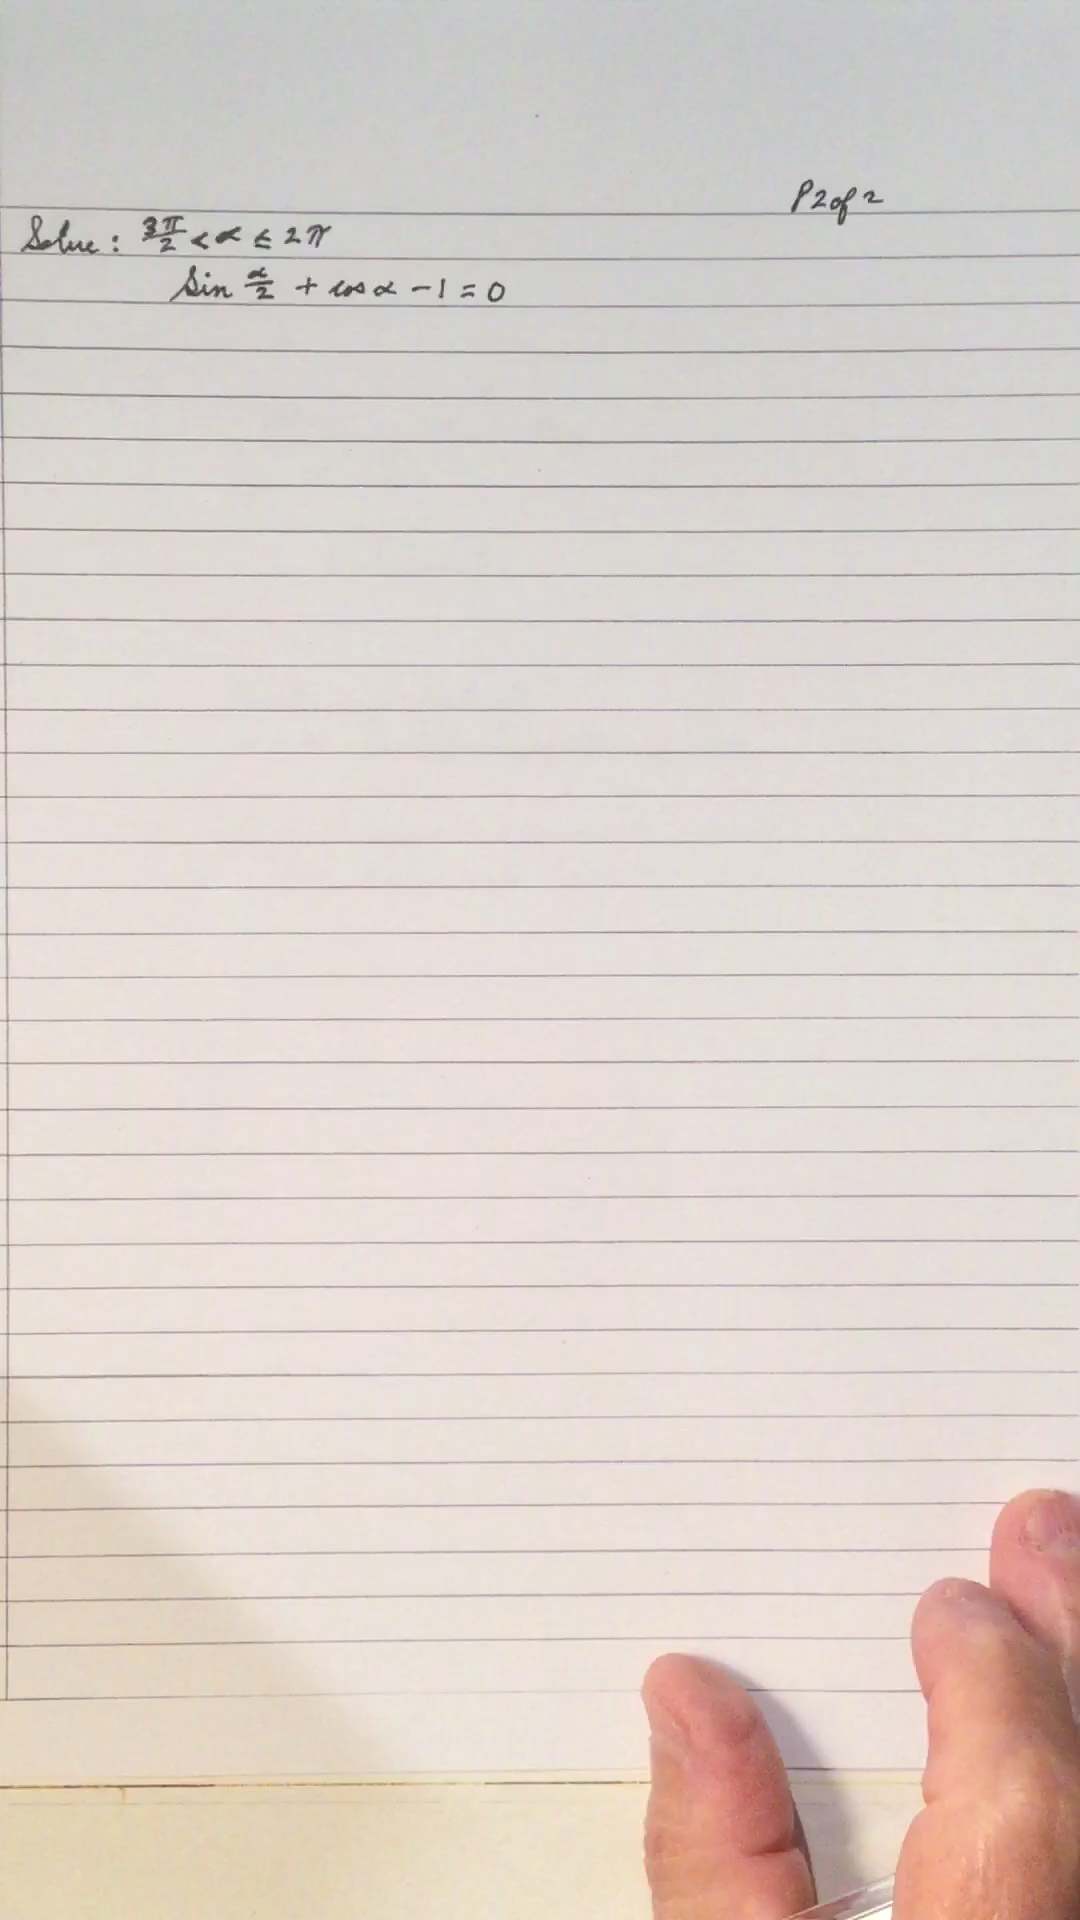 P2of2
Solve: 3π/2 < α ≤ 2π
Sin α/2 + cos α - 1 = 0